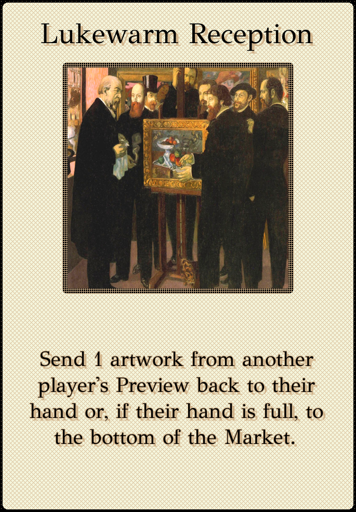 Lukewarm Reception
Send 1 artwork from another
player's Preview back to their
hand or, if their hand is full, to
the bottom of the Market.